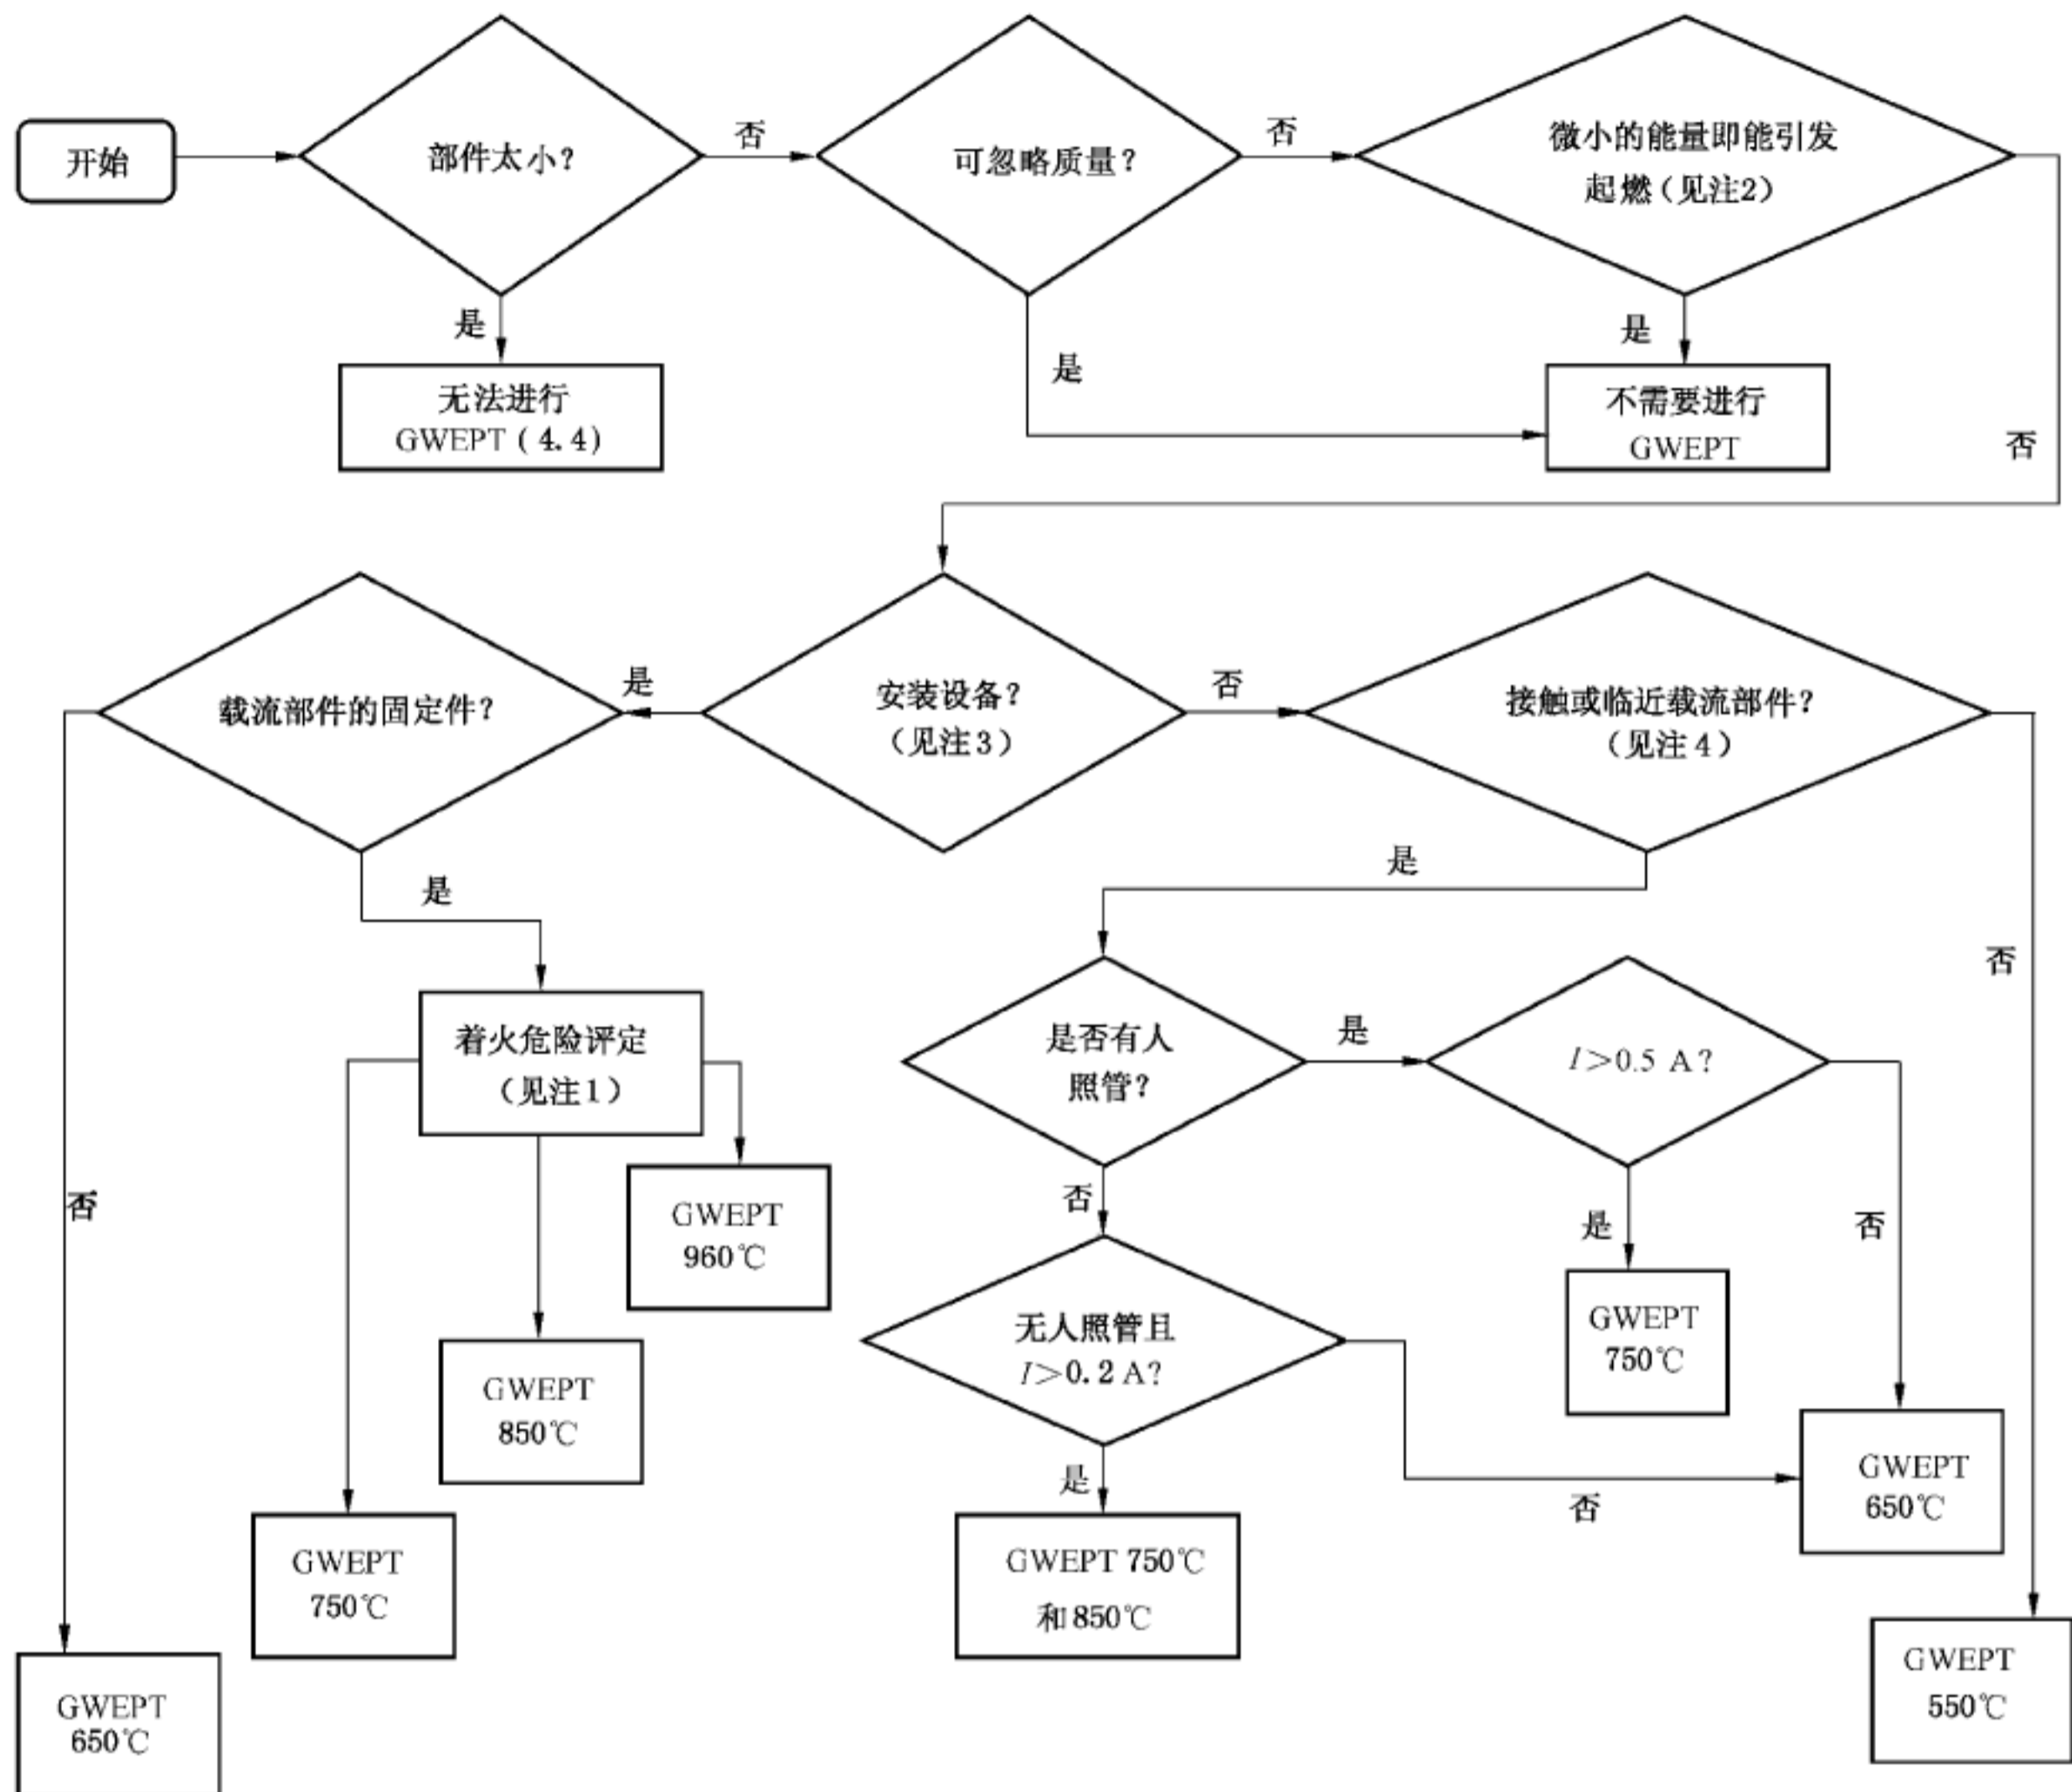 开始
部件太小？
否
可忽略质量？
否
微小的能量即能引发
起燃（见注2）
是
无法进行
GWEPT（4.4）
是
是
不需要进行
GWEPT
否
载流部件的固定件？
是
安装设备？
（见注3）
否
接触或临近载流部件？
（见注4）
是
是
否
着火危险评定
（见注1）
是否有人
照管？
是
I＞0.5 A？
否
GWEPT
960℃
否
是
否
GWEPT
850℃
无人照管且
I＞0.2 A？
GWEPT
750℃
是
否
GWEPT
650℃
GWEPT
750℃
GWEPT 750℃
和850℃
GWEPT
650℃
GWEPT
550℃